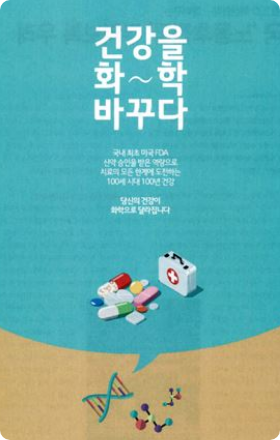 건강을
화~학
바꾸다
국내 최초 미국 FDA
신약 승인을 받은 역량으로
치료의 모든 한계에 도전하는
100세 시대 100년 건강
당신의 건강이
화학으로 달라집니다